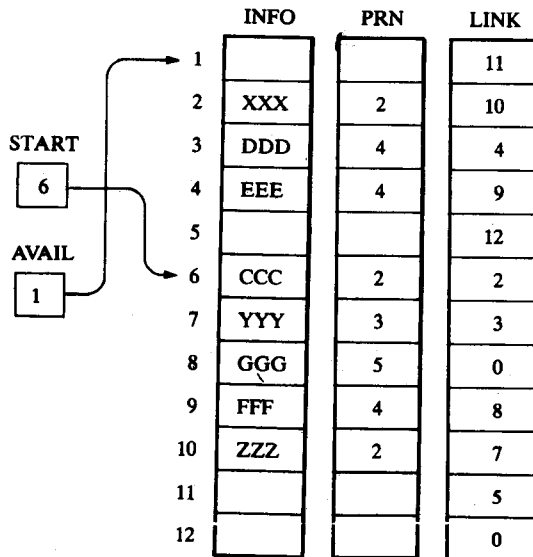 INFO PRN LINK
1 11
2 XXX 2 10
START
3 DDD 4 4
6
4 EEE 4 9
5 12
AVAIL
6 CCC 2 2
1
7 YYY 3 3
8 GGG 5 0
9 FFF 4 8
10 ZZZ 2 7
11 5
12 0